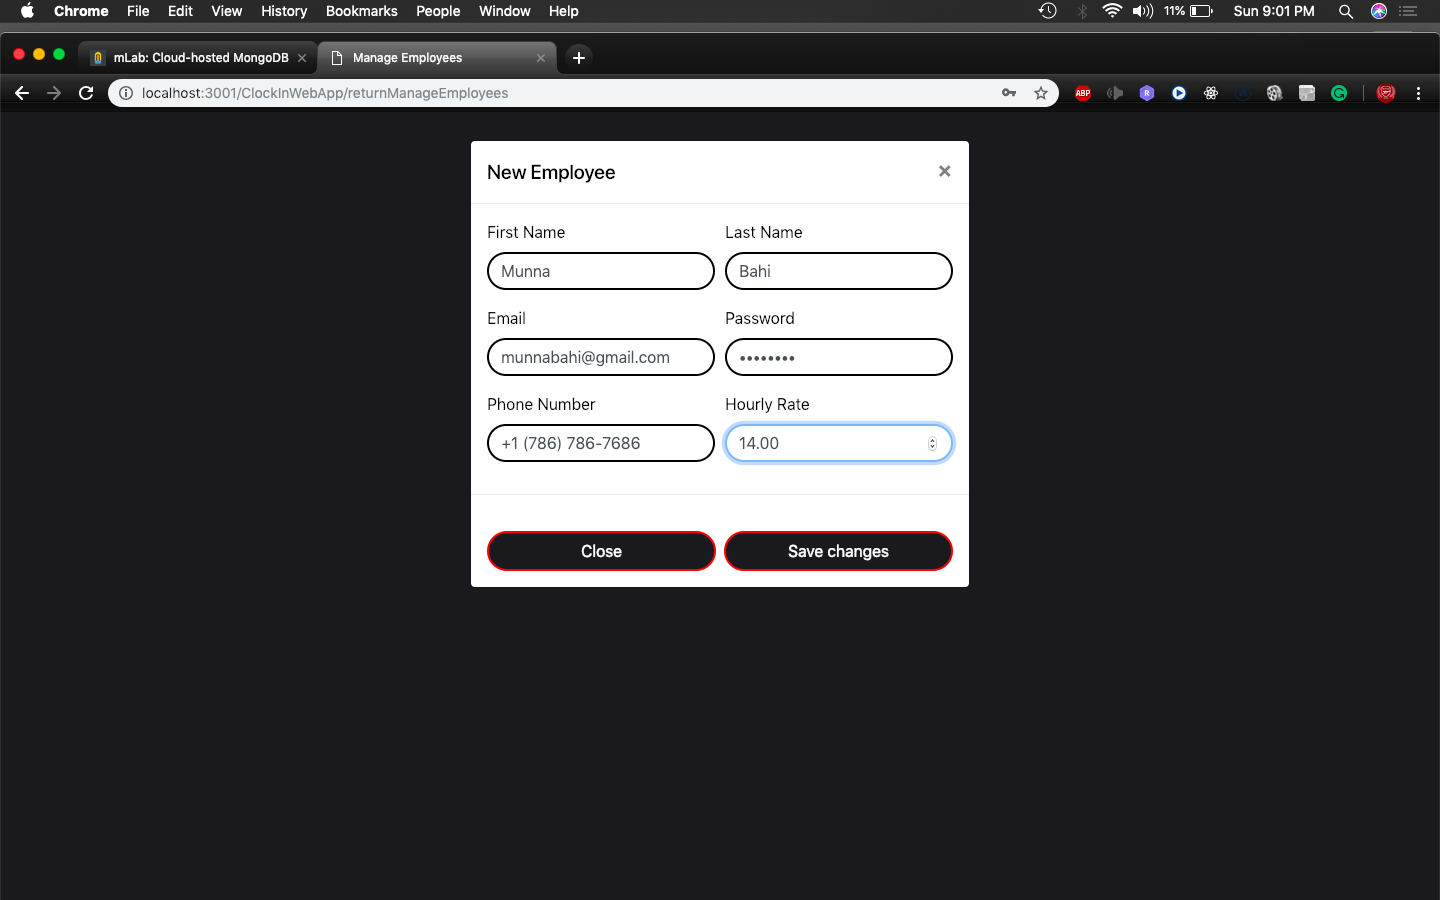 Chrome File Edit View History Bookmarks People Window Help 11% Sun 9:01 PM
mLab: Cloud-hosted MongoDB Manage Employees
localhost:3001/ClockInWebApp/returnManageEmployees ABP
New Employee ×
First Name Last Name
Munna Bahi
Email Password
munnabahi@gmail.com ••••••••
Phone Number Hourly Rate
+1 (786) 786-7686 14.00
Close Save changes